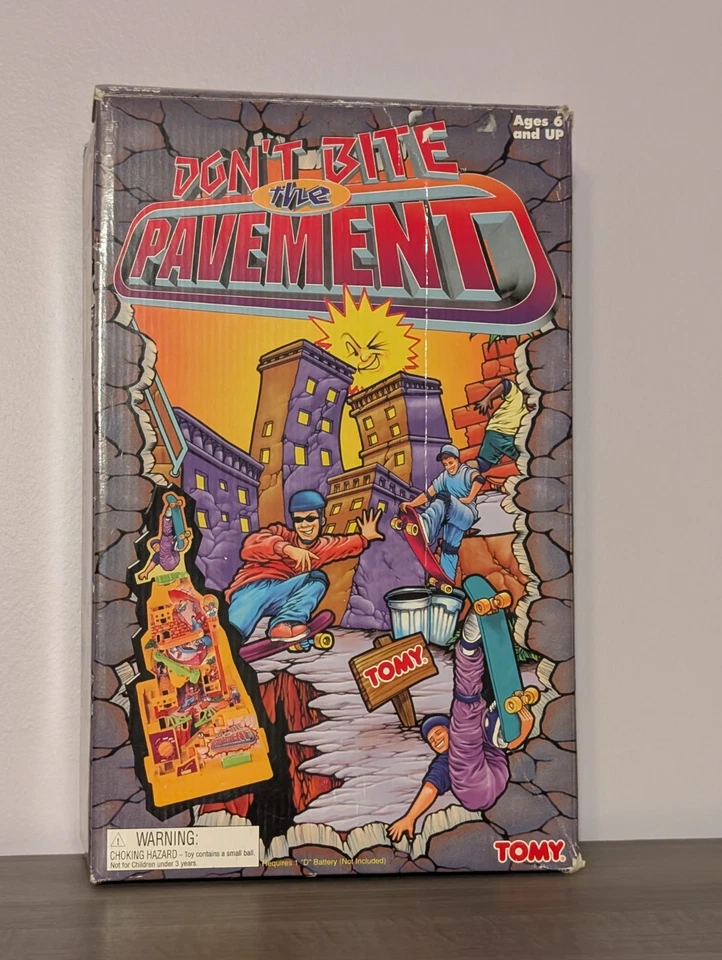 Ages 6
and UP
DON'T BITE
the
PAVEMENT
TOMY.
WARNING:
CHOKING HAZARD – Toy contains a small ball.
Not for Children under 3 years.
Requires 1 "D" Battery (Not Included)
TOMY.